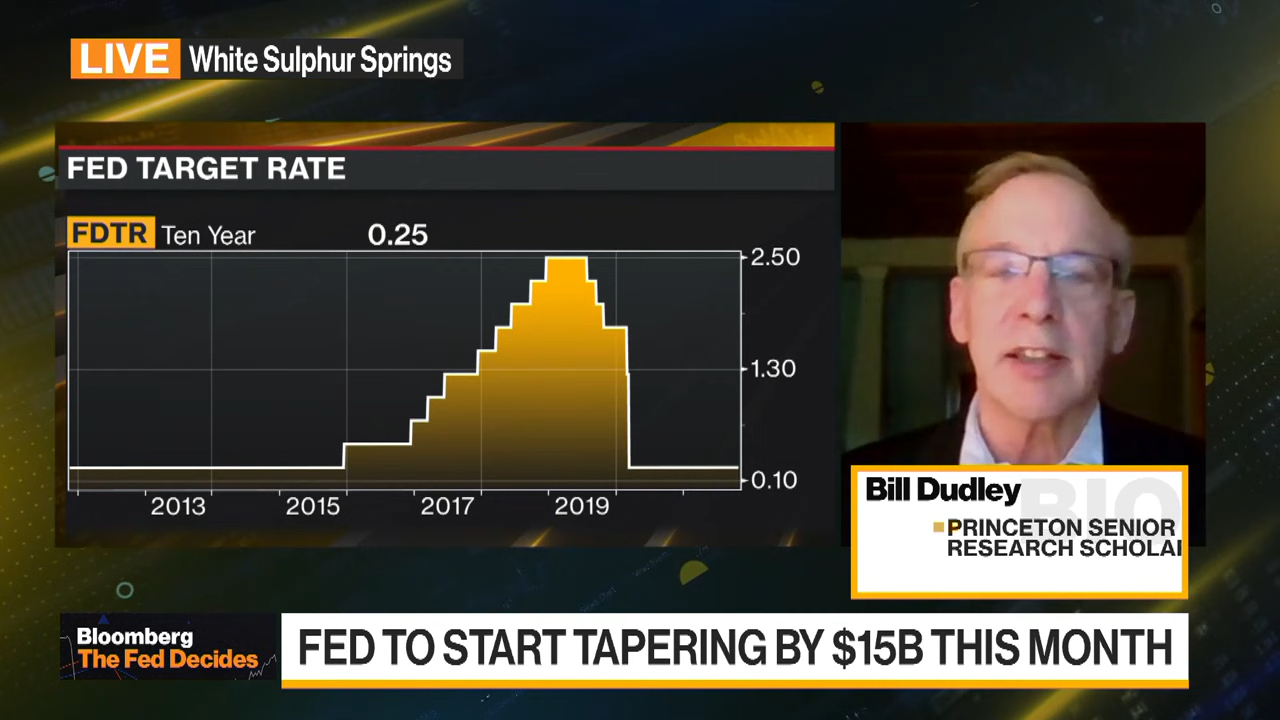 LIVE White Sulphur Springs
FED TARGET RATE
FDTR Ten Year 0.25
2.50
1.30
0.10
2013 2015 2017 2019
BIO
Bill Dudley
PRINCETON SENIOR
RESEARCH SCHOLAR
Bloomberg
The Fed Decides
FED TO START TAPERING BY $15B THIS MONTH